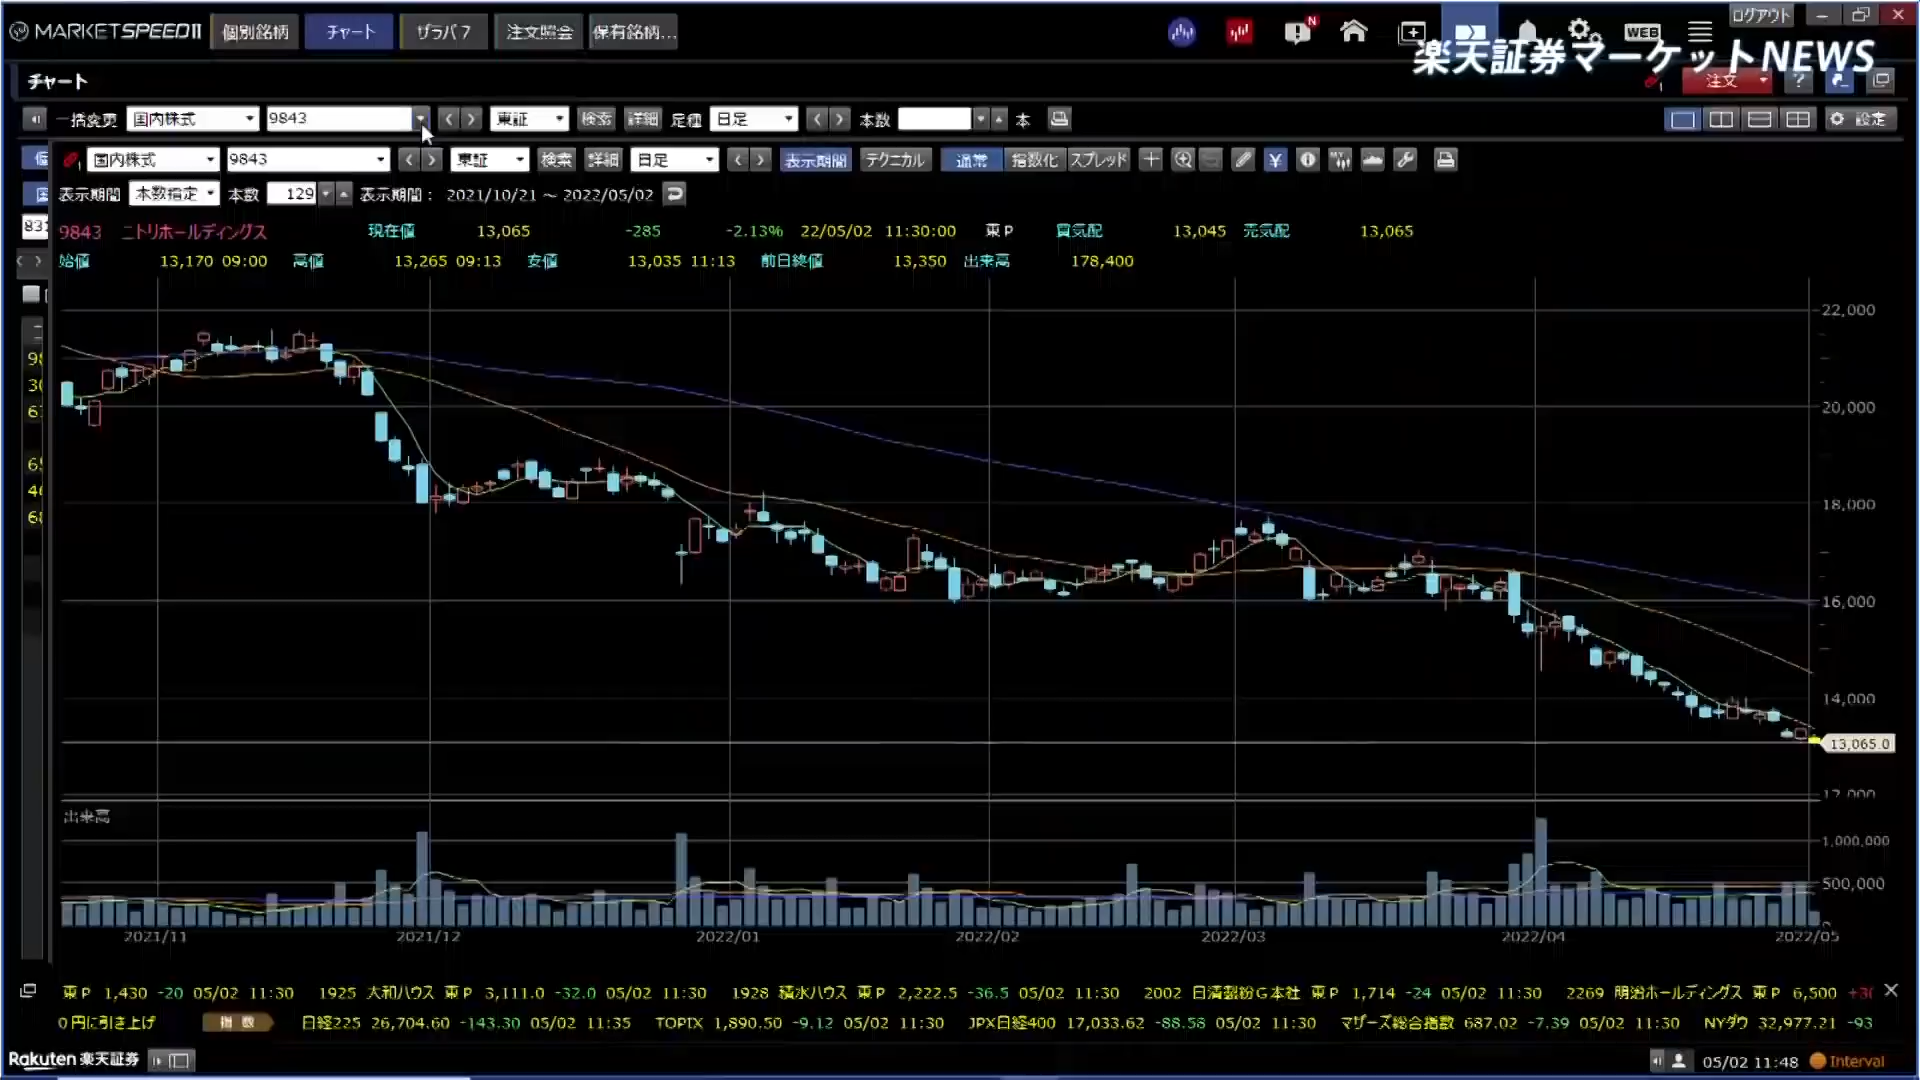 MARKETSPEEDII 個別銘柄 チャート ザラバ7 注文照会 保有銘柄... N WEB ログアウト
楽天証券マーケットNEWS
チャート 注文 ?
一括変更 国内株式 9843 東証 検索 詳細 足種 日足 本数 本 設定
国内株式 9843 東証 検索 詳細 日足 表示期間 テクニカル 通常 指数化 スプレッド ¥
表示期間 本数指定 本数 129 表示期間: 2021/10/21 ～ 2022/05/02
9843 ニトリホールディングス 現在値 13,065 -285 -2.13% 22/05/02 11:30:00 東P 買気配 13,045 売気配 13,065
始値 13,170 09:00 高値 13,265 09:13 安値 13,035 11:13 前日終値 13,350 出来高 178,400
22,000
20,000
18,000
16,000
14,000
13,065.0
12,000
出来高
1,000,000
500,000
0
2021/11 2021/12 2022/01 2022/02 2022/03 2022/04 2022/05
東P 1,430 -20 05/02 11:30 1925 大和ハウス 東P 3,111.0 -32.0 05/02 11:30 1928 積水ハウス 東P 2,222.5 -36.5 05/02 11:30 2002 日清製粉G本社 東P 1,714 -24 05/02 11:30 2269 明治ホールディングス 東P 6,500
0円に引き上げ 指数 日経225 26,704.60 -143.30 05/02 11:35 TOPIX 1,890.50 -9.12 05/02 11:30 JPX日経400 17,033.62 -88.58 05/02 11:30 マザーズ総合指数 687.02 -7.39 05/02 11:30 NYダウ 32,977.21 -93
Rakuten 楽天証券 05/02 11:48 Interval